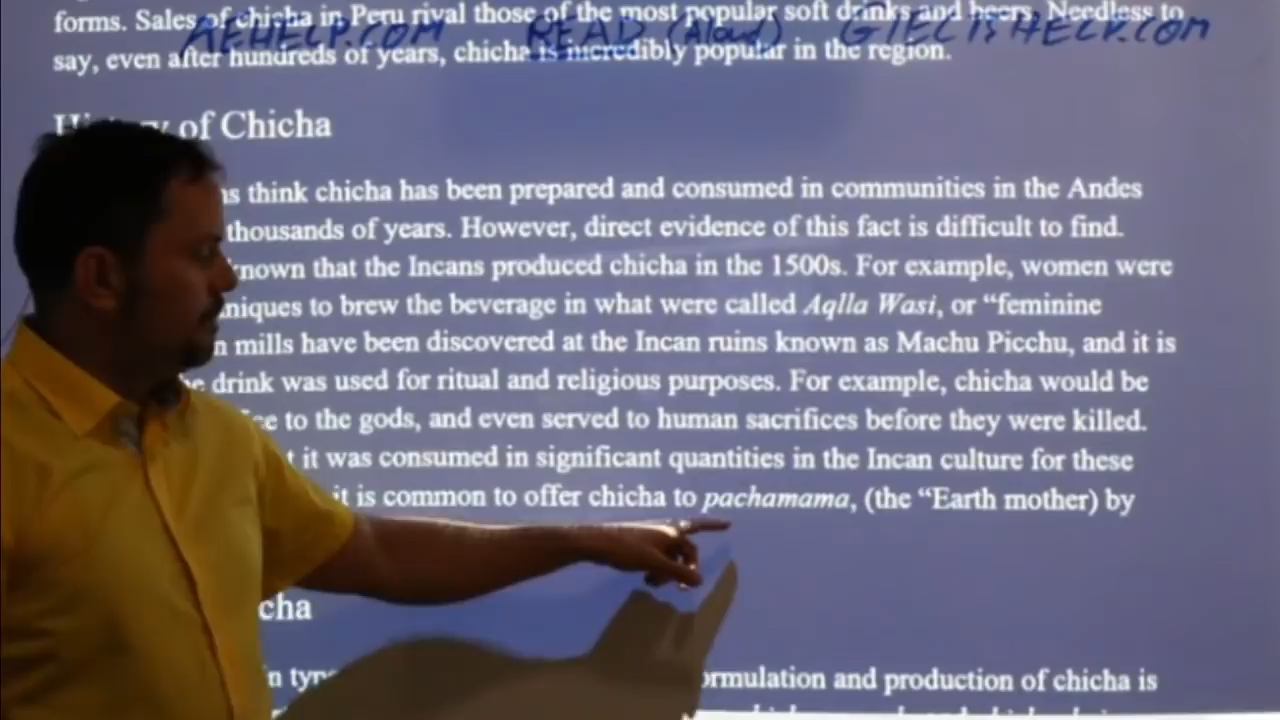 forms. Sales of chicha in Peru rival those of the most popular soft drinks and beers. Needless to
AEHELP.COM READ (Aloud) GIELTSHELP.COM
say, even after hundreds of years, chicha is incredibly popular in the region.
History of Chicha
think chicha has been prepared and consumed in communities in the Andes
thousands of years. However, direct evidence of this fact is difficult to find.
known that the Incans produced chicha in the 1500s. For example, women were
to brew the beverage in what were called Aqlla Wasi, or “feminine
mills have been discovered at the Incan ruins known as Machu Picchu, and it is
drink was used for ritual and religious purposes. For example, chicha would be
to the gods, and even served to human sacrifices before they were killed.
it was consumed in significant quantities in the Incan culture for these
it is common to offer chicha to pachamama, (the “Earth mother) by
production of chicha is